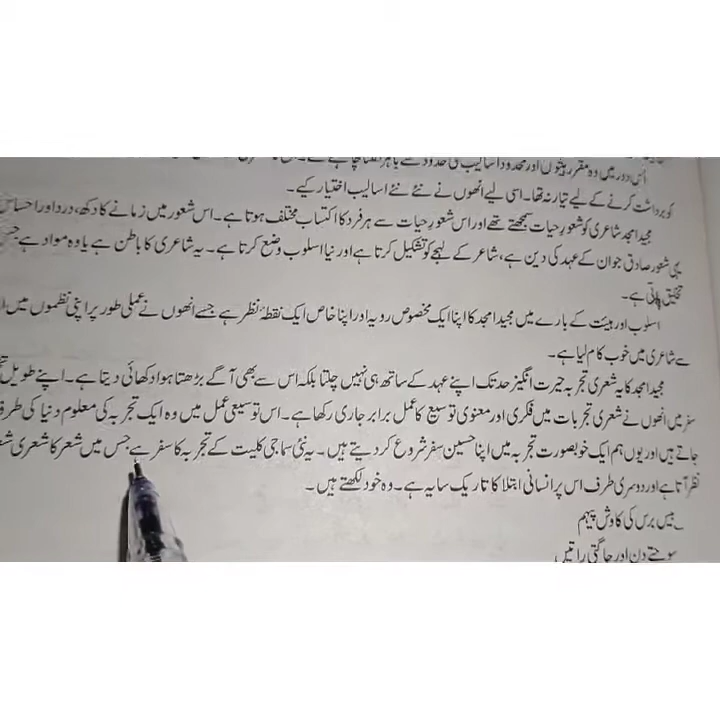 اُس دور میں وہ مقررہ ہیئتوں اور محدود اسالیب کی حدود سے باہر
کو برداشت کرنے کے لیے تیار نہ تھا۔ اسی لیے انھوں نے نئے نئے اسالیب اختیار کیے۔
مجید امجد شاعری کو شعورِ حیات سمجھتے تھے اور اس شعورِ حیات سے ہر فرد کا اکتساب مختلف ہوتا ہے۔ اس شعور میں زمانے کا دکھ، درد اور احساس
یہی شعورِ صادق جو ان کے عہد کی دین ہے، شاعر کے لہجے کو تشکیل کرتا ہے اور نیا اسلوب وضع کرتا ہے۔ یہ شاعری کا باطن ہے یا وہ مواد ہے جس
تخلیق پاتی ہے۔
اسلوب اور ہیئت کے بارے میں مجید امجد کا اپنا ایک مخصوص رویہ اور اپنا خاص ایک نقطۂ نظر ہے جسے انھوں نے عملی طور پر اپنی نظموں میں
سے شاعری میں خوب کام لیا ہے۔
مجید امجد کا یہ شعری تجربہ حیرت انگیز حد تک اپنے عہد کے ساتھ ہی نہیں چلتا بلکہ اس سے بھی آگے بڑھتا ہوا دکھائی دیتا ہے۔ اپنے طویل
سفر میں انھوں نے شعری تجربات میں فکری اور معنوی توسیع کا عمل برابر جاری رکھا ہے۔ اس توسیعی عمل میں وہ ایک تجربہ کی معلوم دنیا کی طرف
جاتے ہیں اور یوں ہم ایک خوبصورت تجربہ میں اپنا حسین سفر شروع کر دیتے ہیں۔ یہ نئی سماجی کلیت کے تجربہ کا سفر ہے جس میں شعر کا شعری
نظر آتا ہے اور دوسری طرف اس پر انسانی ابتلا کا تاریک سایہ ہے۔ وہ خود لکھتے ہیں۔
بیس برس کی کاوش پیہم
سوچتے دن اور جاگتی راتیں